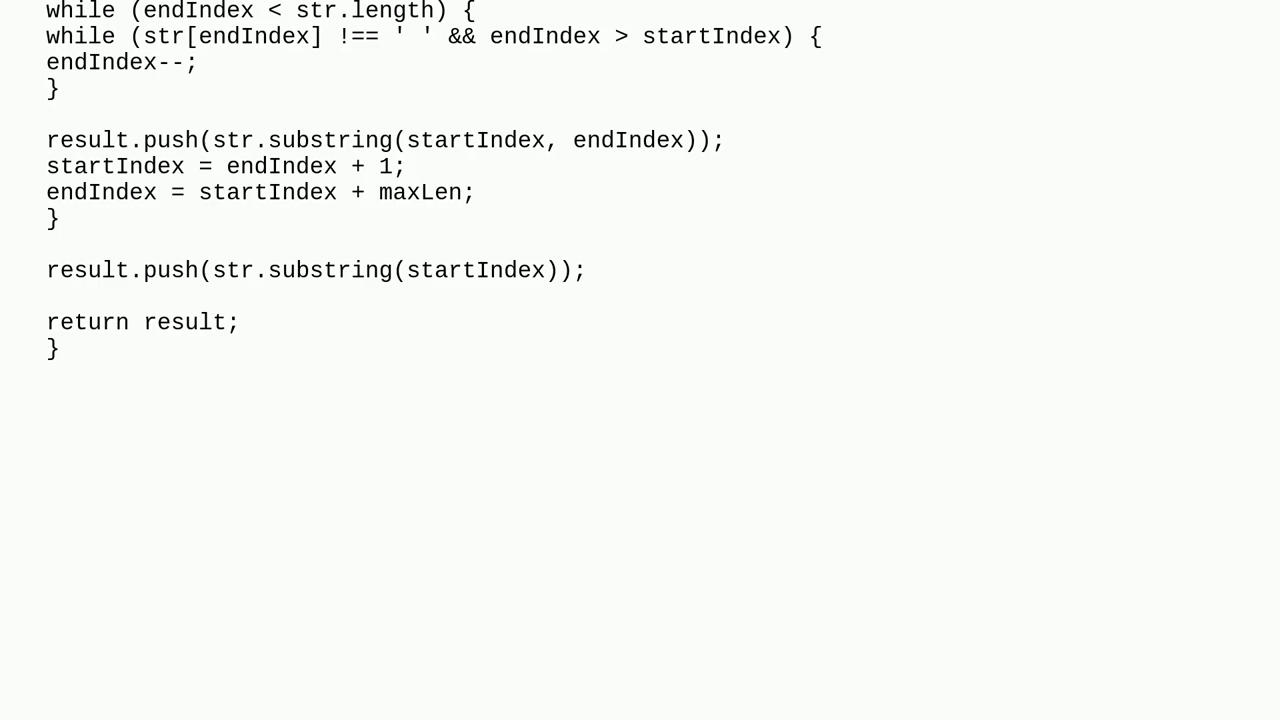 while (endIndex < str.length) {
while (str[endIndex] !== ' ' && endIndex > startIndex) {
endIndex--;
}

result.push(str.substring(startIndex, endIndex));
startIndex = endIndex + 1;
endIndex = startIndex + maxLen;
}

result.push(str.substring(startIndex));

return result;
}